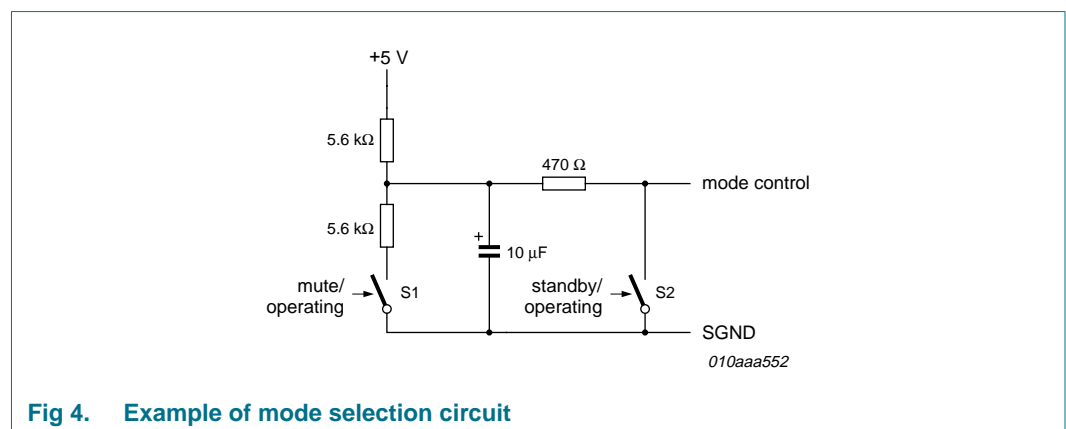 +5 V
5.6 kΩ
470 Ω
mode control
5.6 kΩ
+
10 μF
mute/
operating
S1
standby/
operating
S2
SGND
010aaa552
Fig 4. Example of mode selection circuit